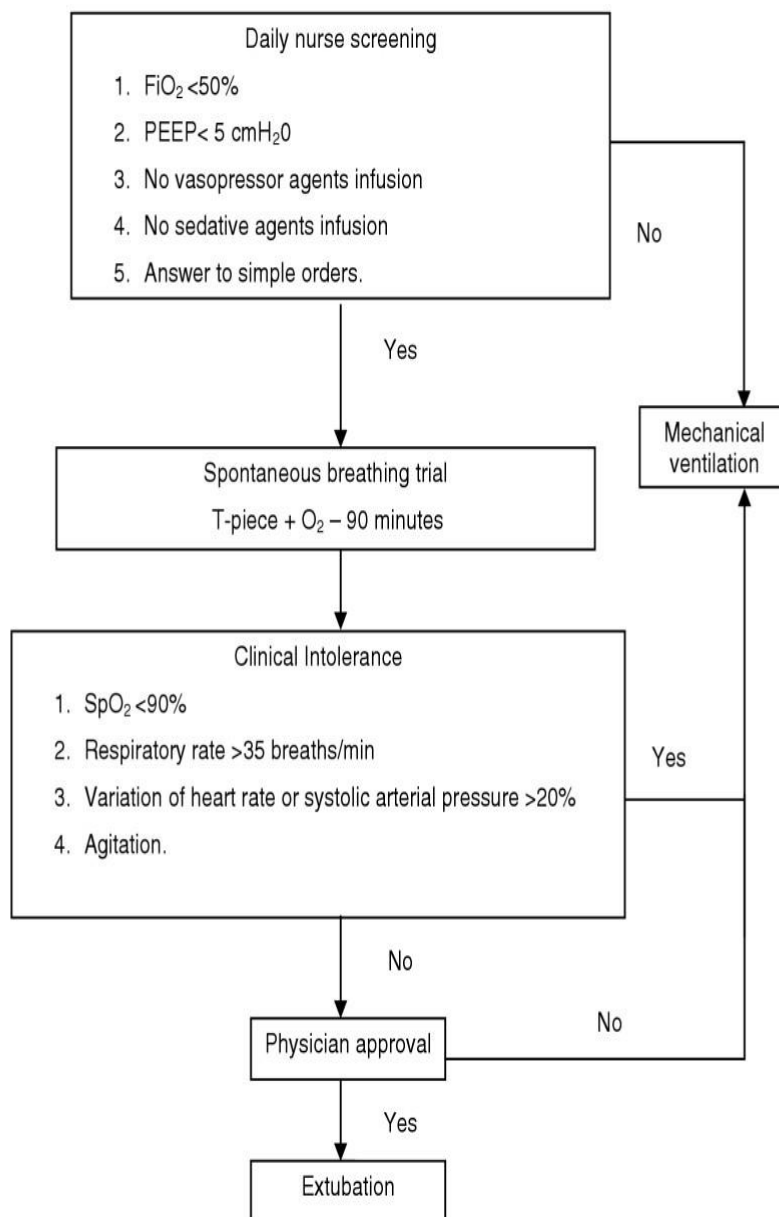 Daily nurse screening
1. FiO₂ <50%
2. PEEP< 5 cmH₂0
3. No vasopressor agents infusion
4. No sedative agents infusion
5. Answer to simple orders.
No
Yes
Mechanical
ventilation
Spontaneous breathing trial
T-piece + O₂ – 90 minutes
Clinical Intolerance
1. SpO₂ <90%
2. Respiratory rate >35 breaths/min
3. Variation of heart rate or systolic arterial pressure >20%
4. Agitation.
Yes
No
Physician approval
No
Yes
Extubation